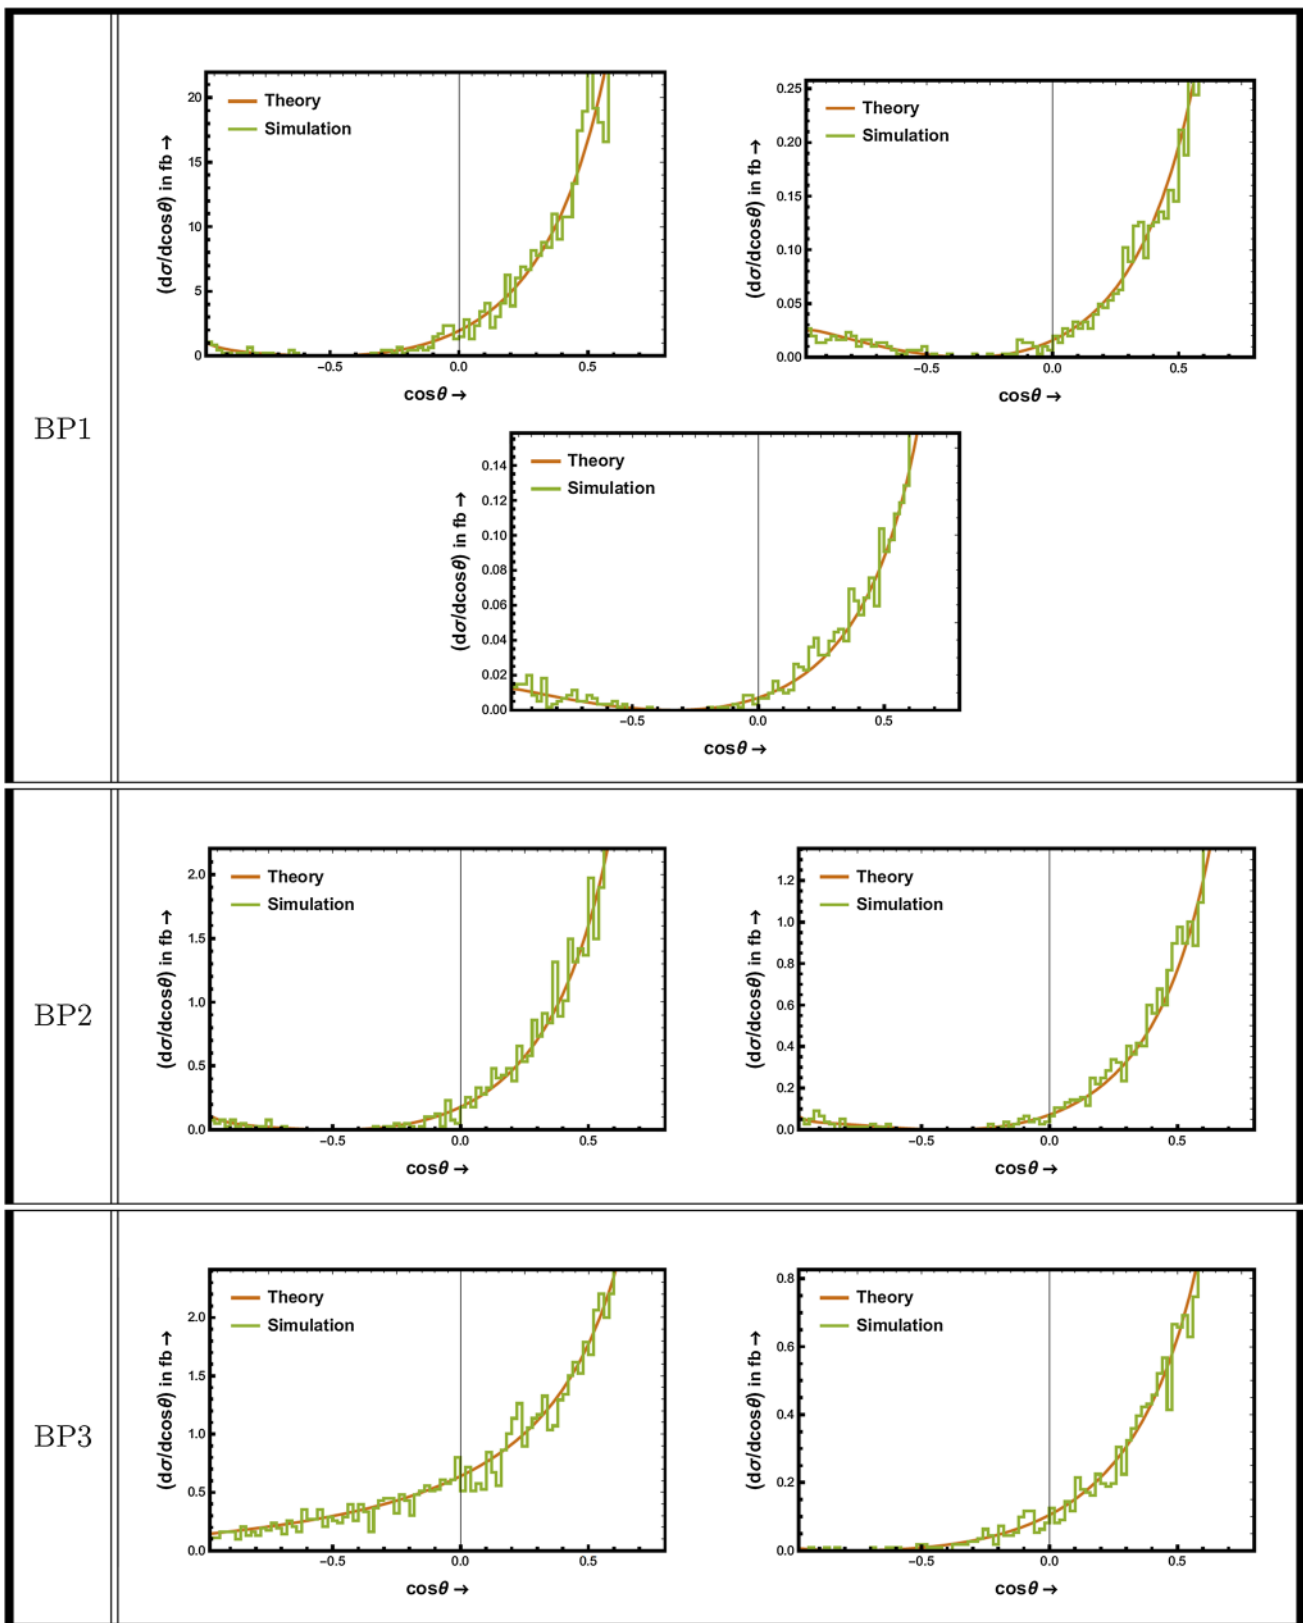 BP1
(dσ/dcosθ) in fb →
20
15
10
5
0
Theory
Simulation
−0.5 0.0 0.5
cosθ →
(dσ/dcosθ) in fb →
0.25
0.20
0.15
0.10
0.05
0.00
Theory
Simulation
−0.5 0.0 0.5
cosθ →
(dσ/dcosθ) in fb →
0.14
0.12
0.10
0.08
0.06
0.04
0.02
0.00
Theory
Simulation
−0.5 0.0 0.5
cosθ →
BP2
(dσ/dcosθ) in fb →
2.0
1.5
1.0
0.5
0.0
Theory
Simulation
−0.5 0.0 0.5
cosθ →
(dσ/dcosθ) in fb →
1.2
1.0
0.8
0.6
0.4
0.2
0.0
Theory
Simulation
−0.5 0.0 0.5
cosθ →
BP3
(dσ/dcosθ) in fb →
2.0
1.5
1.0
0.5
0.0
Theory
Simulation
−0.5 0.0 0.5
cosθ →
(dσ/dcosθ) in fb →
0.8
0.6
0.4
0.2
0.0
Theory
Simulation
−0.5 0.0 0.5
cosθ →